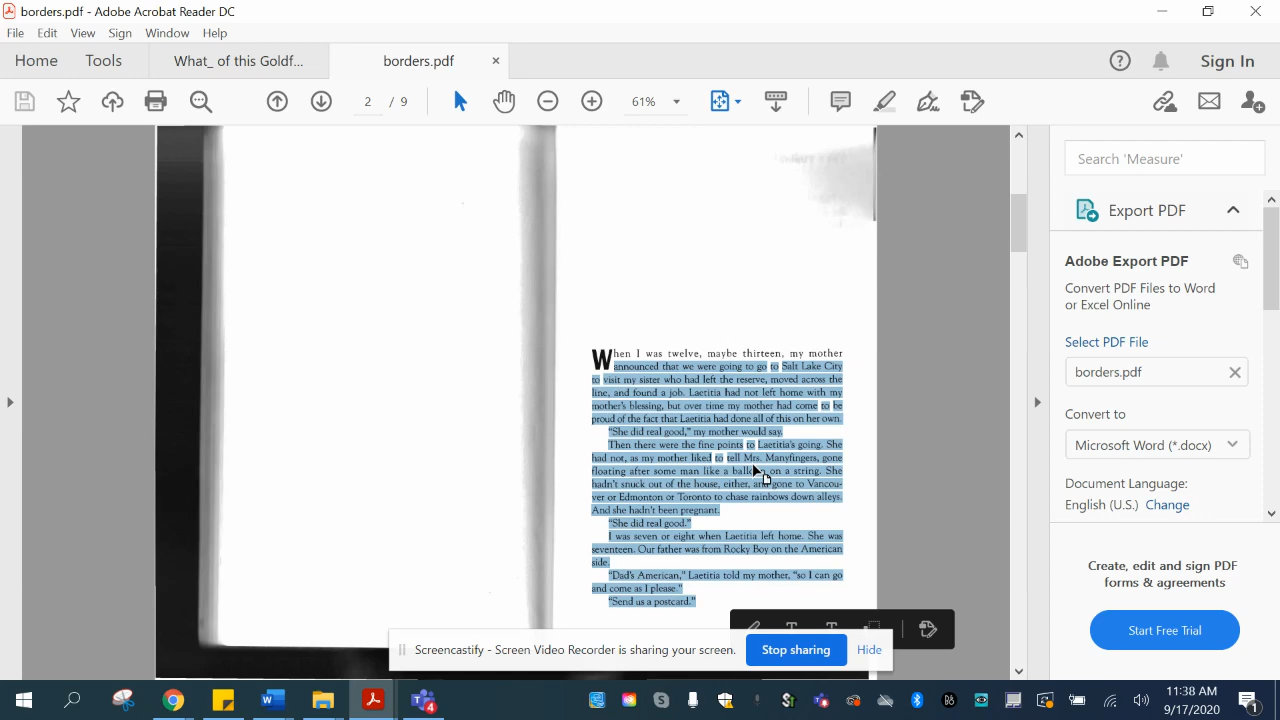 borders.pdf - Adobe Acrobat Reader DC
File Edit View Sign Window Help
Home Tools What_ of this Goldf... borders.pdf × Sign In
2 / 9 61%
Search 'Measure'
Export PDF
Adobe Export PDF
Convert PDF Files to Word
or Excel Online
Select PDF File
borders.pdf
Convert to
Microsoft Word (*.docx)
Document Language:
English (U.S.) Change
Create, edit and sign PDF
forms & agreements
Start Free Trial
When I was twelve, maybe thirteen, my mother
announced that we were going to go to Salt Lake City
to visit my sister who had left the reserve, moved across the
line, and found a job. Laetitia had not left home with my
mother's blessing, but over time my mother had come to be
proud of the fact that Laetitia had done all of this on her own.
"She did real good," my mother would say.
Then there were the fine points to Laetitia's going. She
had not, as my mother liked to tell Mrs. Manyfingers, gone
floating after some man like a balloon on a string. She
hadn't snuck out of the house, either, and gone to Vancou-
ver or Edmonton or Toronto to chase rainbows down alleys.
And she hadn't been pregnant.
"She did real good."
I was seven or eight when Laetitia left home. She was
seventeen. Our father was from Rocky Boy on the American
side.
"Dad's American," Laetitia told my mother, "so I can go
and come as I please."
"Send us a postcard."
Screencastify - Screen Video Recorder is sharing your screen. Stop sharing Hide
11:38 AM
9/17/2020